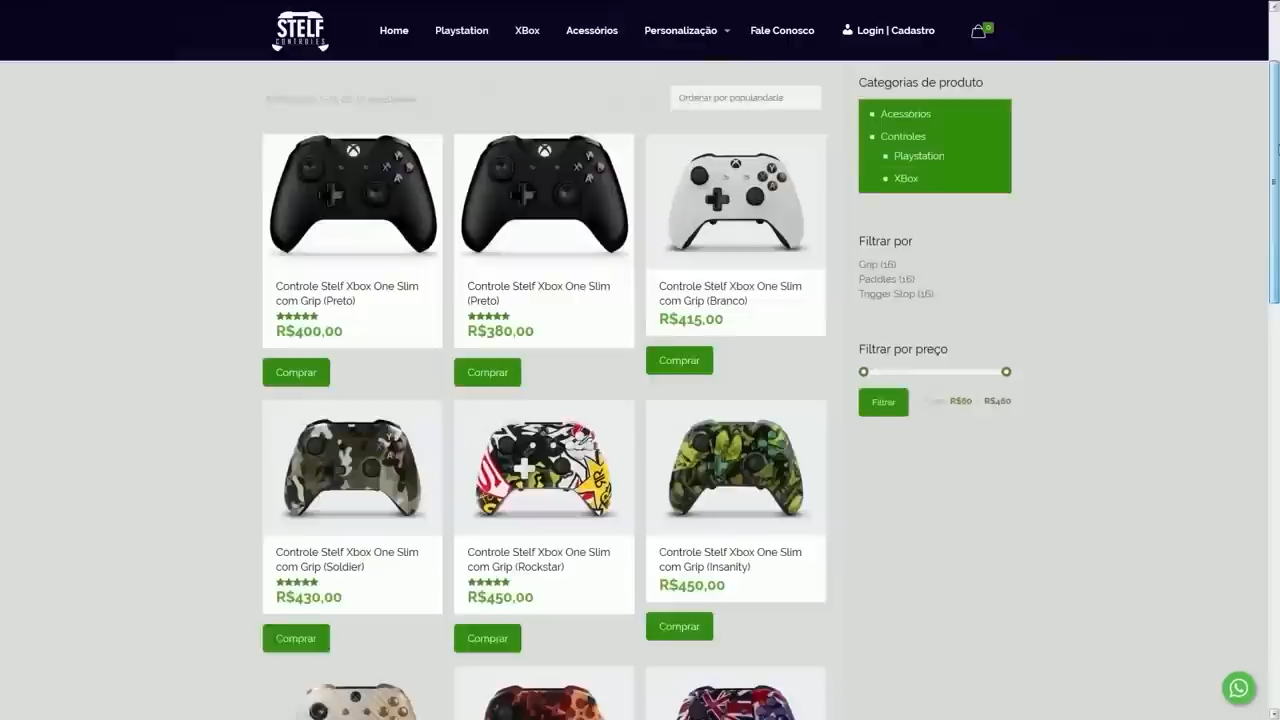 STELF
CONTROLES
Home
Playstation
XBox
Acessórios
Personalização
Fale Conosco
Login | Cadastro
0
Ordenar por popularidade
Categorias de produto
Acessórios
Controles
Playstation
XBox
Controle Stelf Xbox One Slim
com Grip (Preto)
R$400,00
Comprar
Controle Stelf Xbox One Slim
(Preto)
R$380,00
Comprar
Controle Stelf Xbox One Slim
com Grip (Branco)
R$415,00
Comprar
Filtrar por
Grip (16)
Paddles (16)
Trigger Stop (16)
Filtrar por preço
Filtrar
R$60
R$460
Controle Stelf Xbox One Slim
com Grip (Soldier)
R$430,00
Comprar
Controle Stelf Xbox One Slim
com Grip (Rockstar)
R$450,00
Comprar
Controle Stelf Xbox One Slim
com Grip (Insanity)
R$450,00
Comprar